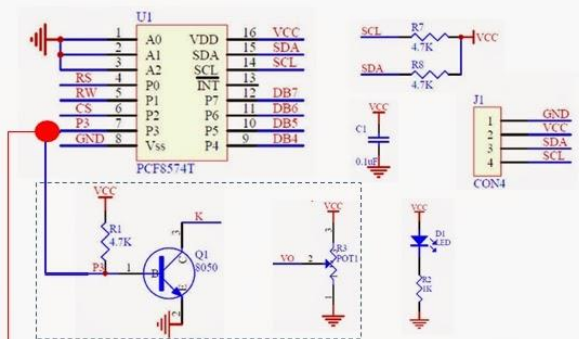 U1
1 A0 VDD 16 VCC
2 A1 SDA 15 SDA
3 A2 SCL 14 SCL
RS 4 P0 INT 13
RW 5 P1 P7 12 DB7
CS 6 P2 P6 11 DB6
P3 7 P3 P5 10 DB5
GND 8 Vss P4 9 DB4
PCF8574T
SCL R7 VCC
4.7K
SDA R8
4.7K
VCC
C1
0.1uF
J1
1 GND
2 VCC
3 SDA
4 SCL
CON4
VCC
R1
4.7K
P3 1 B
3 C K
Q1
8050
E 2
VCC
3
R3
VO 2 POT1
1
VCC
D1
LED
R2
1K